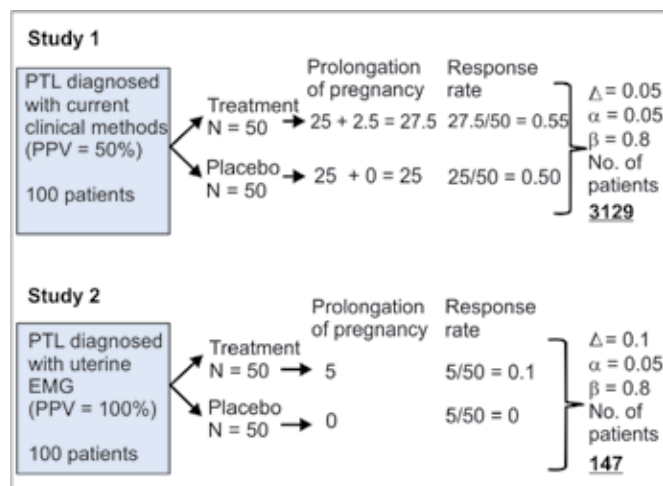 Study 1
PTL diagnosed
with current
clinical methods
(PPV = 50%)
100 patients
Treatment
N = 50
Placebo
N = 50
Prolongation
of pregnancy
25 + 2.5 = 27.5
25 + 0 = 25
Response
rate
27.5/50 = 0.55
25/50 = 0.50
Δ = 0.05
α = 0.05
β = 0.8
No. of
patients
3129
Study 2
PTL diagnosed
with uterine
EMG
(PPV = 100%)
100 patients
Treatment
N = 50
Placebo
N = 50
Prolongation
of pregnancy
5
0
Response
rate
5/50 = 0.1
5/50 = 0
Δ = 0.1
α = 0.05
β = 0.8
No. of
patients
147